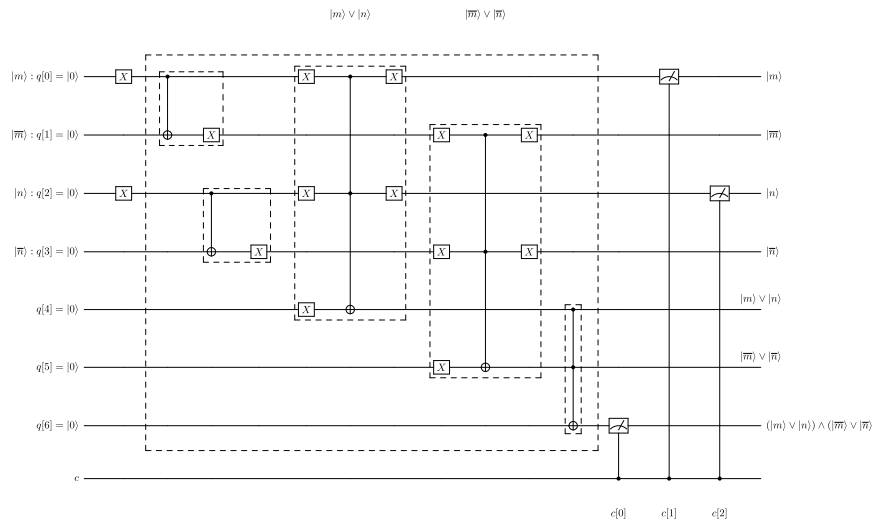 |m⟩ ∨ |n⟩ |m̅⟩ ∨ |n̅⟩
|m⟩ : q[0] = |0⟩ X X X |m⟩
|m̅⟩ : q[1] = |0⟩ X X X |m̅⟩
|n⟩ : q[2] = |0⟩ X X X |n⟩
|n̅⟩ : q[3] = |0⟩ X X X |n̅⟩
q[4] = |0⟩ X |m⟩ ∨ |n⟩
q[5] = |0⟩ X |m̅⟩ ∨ |n̅⟩
q[6] = |0⟩ (|m⟩ ∨ |n⟩) ∧ (|m̅⟩ ∨ |n̅⟩
c
c[0] c[1] c[2]